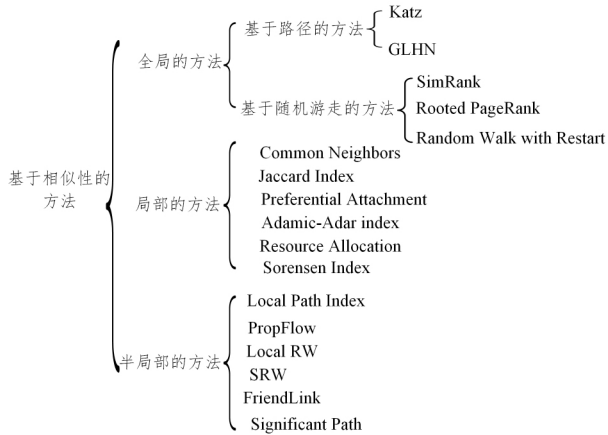 基于相似性的
方法
全局的方法
基于路径的方法
Katz
GLHN
基于随机游走的方法
SimRank
Rooted PageRank
Random Walk with Restart
局部的方法
Common Neighbors
Jaccard Index
Preferential Attachment
Adamic-Adar index
Resource Allocation
Sorensen Index
半局部的方法
Local Path Index
PropFlow
Local RW
SRW
FriendLink
Significant Path